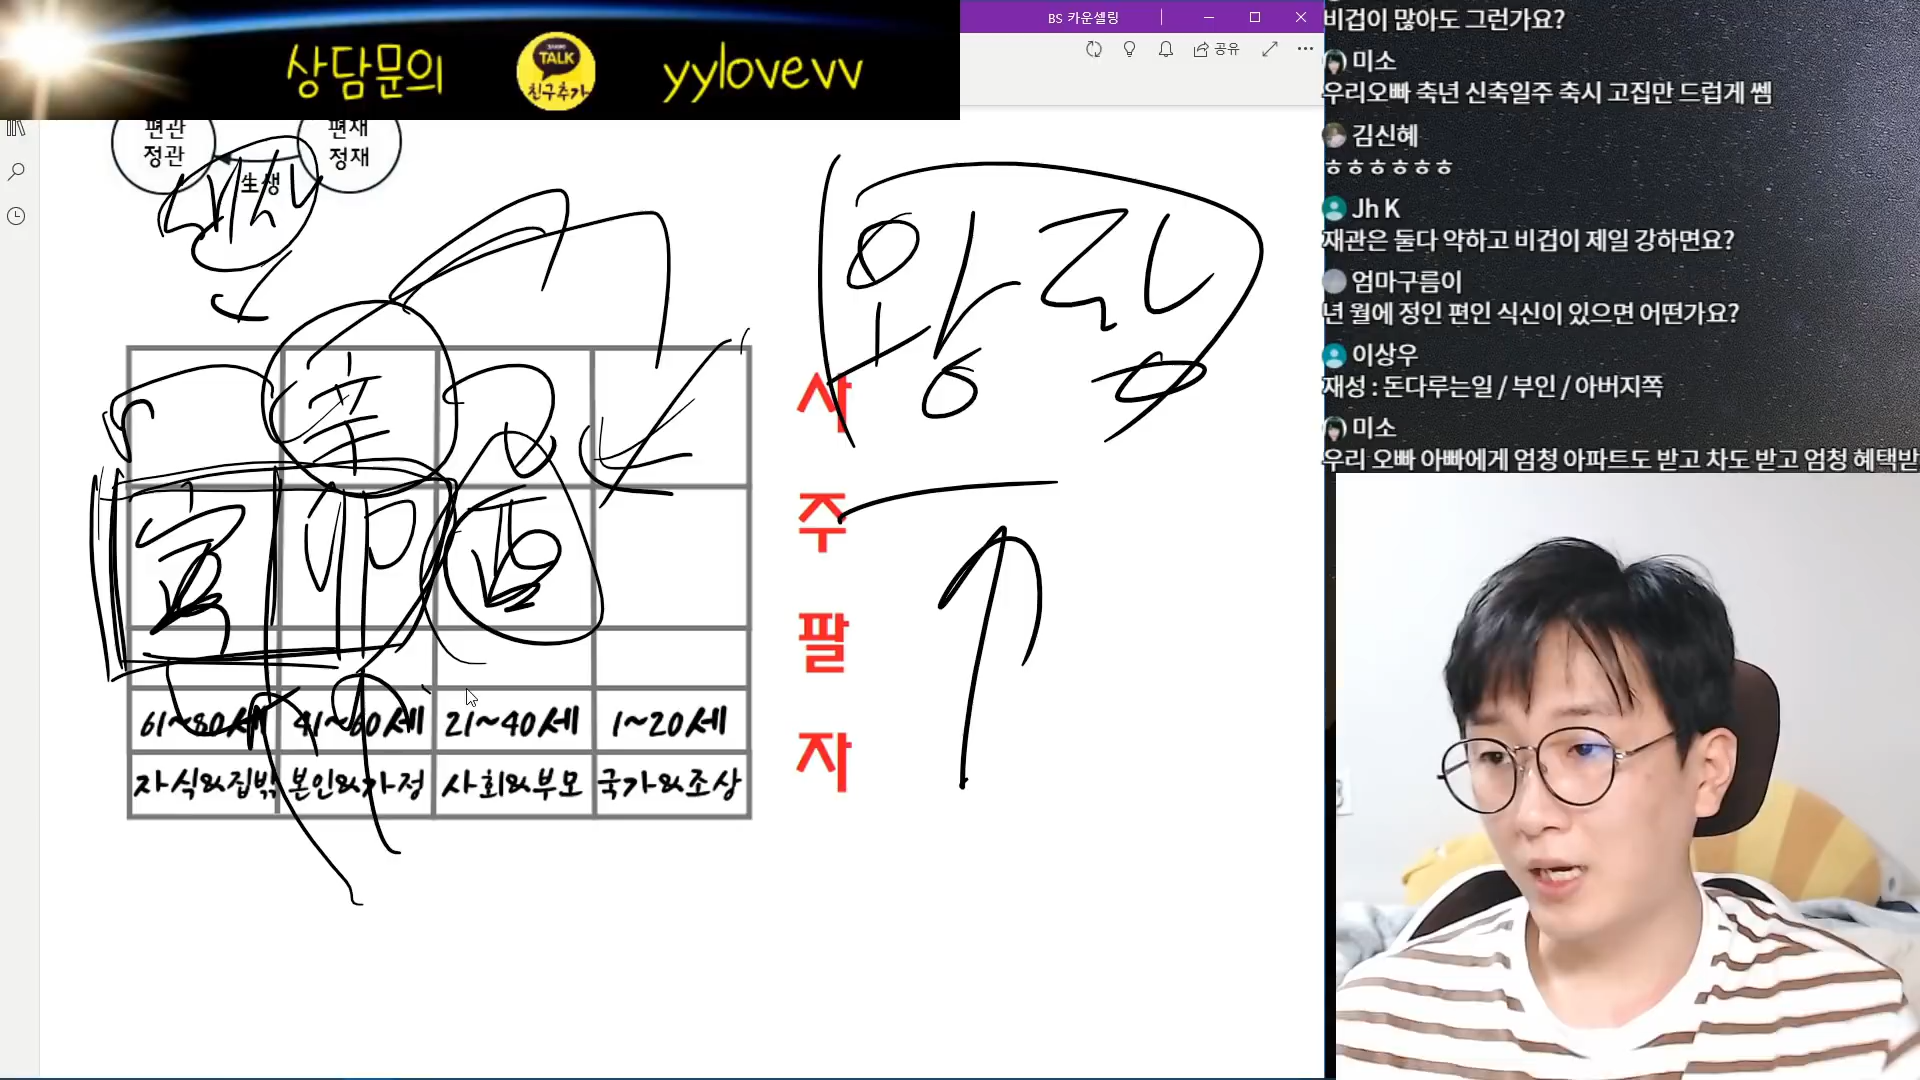 상담문의
TALK
친구추가
yylovevv
BS 카운셀링
공유
편관
정관
편재
정재
生생
辛
卯
왕림
사
주
팔
자
61~80세 41~60세 21~40세 1~20세
자식&집밖 본인&가정 사회&부모 국가&조상
비겁이 많아도 그런가요?
미소
우리오빠 축년 신축일주 축시 고집만 드럽게 쎔
김신혜
ㅎㅎㅎㅎㅎㅎ
Jh K
재관은 둘다 약하고 비겁이 제일 강하면요?
엄마구름이
년 월에 정인 편인 식신이 있으면 어떤가요?
이상우
재성 : 돈다루는일 / 부인 / 아버지쪽
미소
우리 오빠 아빠에게 엄청 아파트도 받고 차도 받고 엄청 혜택받